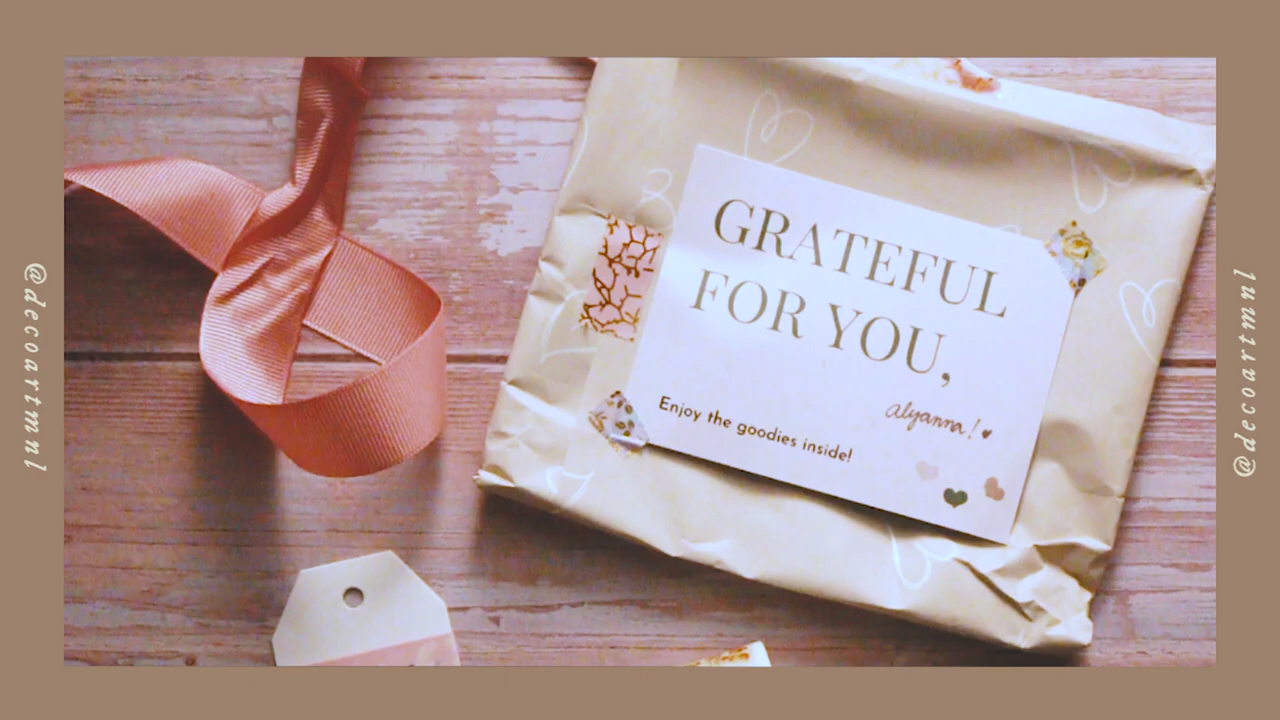 @decoartmnl
GRATEFUL
FOR YOU,
alyanna!
Enjoy the goodies inside!
@decoartmnl